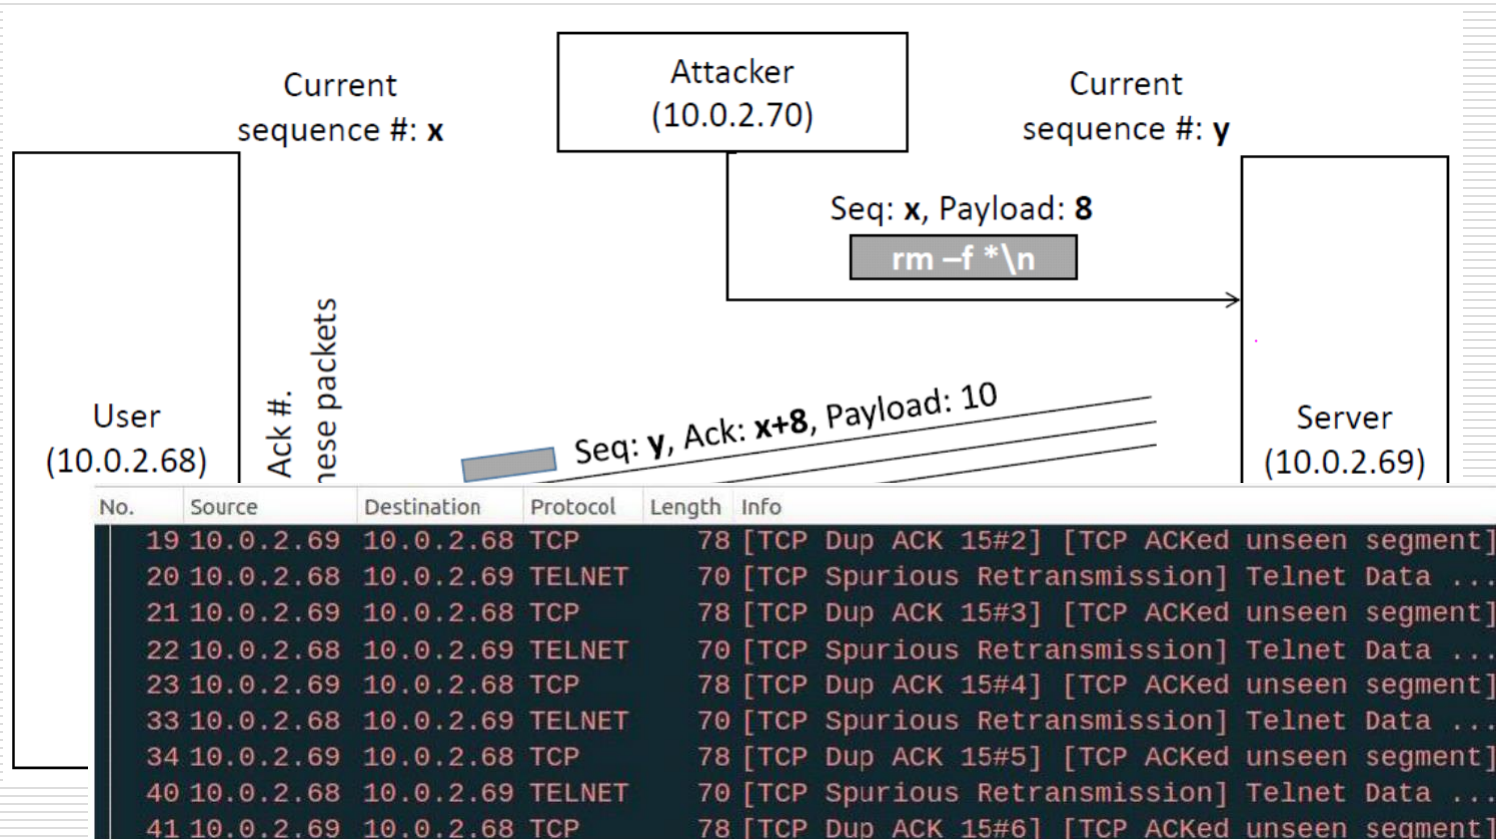 Current
sequence #: x
Attacker
(10.0.2.70)
Current
sequence #: y
Seq: x, Payload: 8
rm –f *\n
User
(10.0.2.68)
Ack #.
hese packets
Seq: y, Ack: x+8, Payload: 10
Server
(10.0.2.69)
No. Source Destination Protocol Length Info
19 10.0.2.69 10.0.2.68 TCP 78 [TCP Dup ACK 15#2] [TCP ACKed unseen segment]
20 10.0.2.68 10.0.2.69 TELNET 70 [TCP Spurious Retransmission] Telnet Data ...
21 10.0.2.69 10.0.2.68 TCP 78 [TCP Dup ACK 15#3] [TCP ACKed unseen segment]
22 10.0.2.68 10.0.2.69 TELNET 70 [TCP Spurious Retransmission] Telnet Data ...
23 10.0.2.69 10.0.2.68 TCP 78 [TCP Dup ACK 15#4] [TCP ACKed unseen segment]
33 10.0.2.68 10.0.2.69 TELNET 70 [TCP Spurious Retransmission] Telnet Data ...
34 10.0.2.69 10.0.2.68 TCP 78 [TCP Dup ACK 15#5] [TCP ACKed unseen segment]
40 10.0.2.68 10.0.2.69 TELNET 70 [TCP Spurious Retransmission] Telnet Data ...
41 10.0.2.69 10.0.2.68 TCP 78 [TCP Dup ACK 15#6] [TCP ACKed unseen segment]